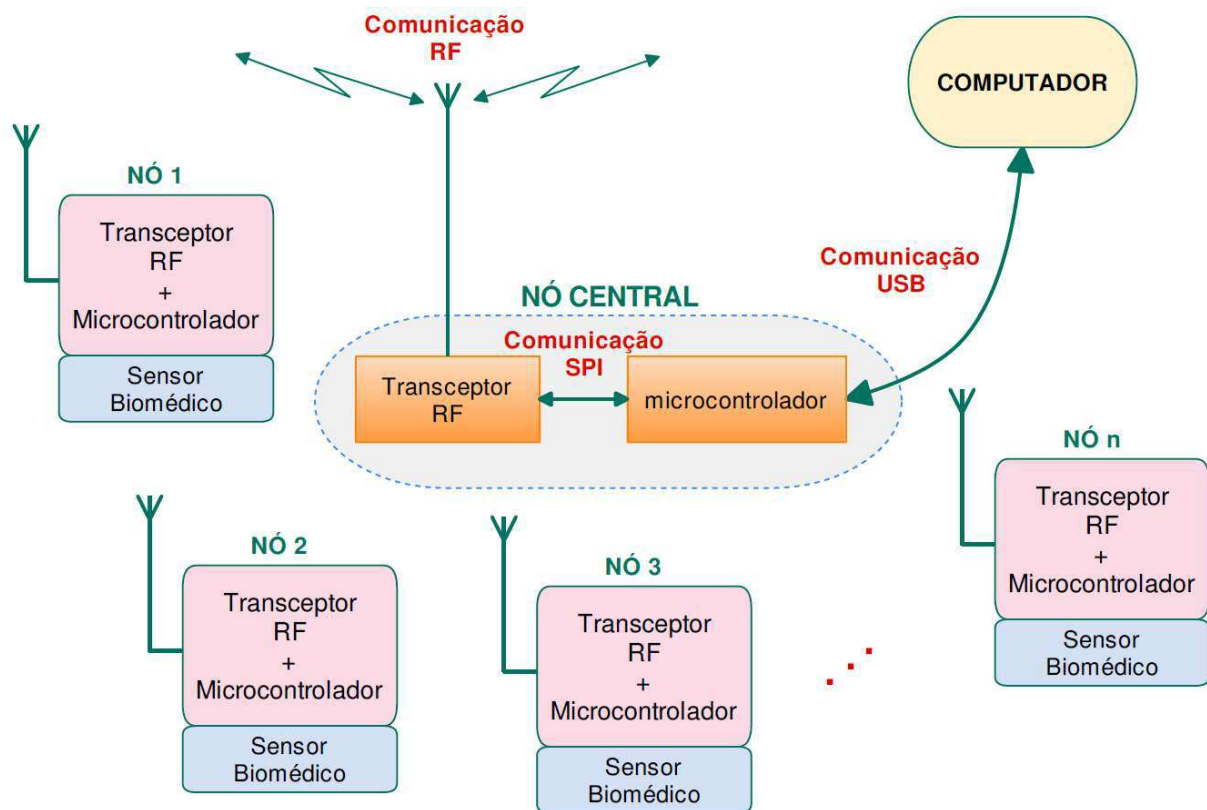 Comunicação
RF
COMPUTADOR
NÓ 1
Transceptor
RF
+
Microcontrolador
Sensor
Biomédico
Comunicação
USB
NÓ CENTRAL
Comunicação
SPI
Transceptor
RF
microcontrolador
NÓ n
Transceptor
RF
+
Microcontrolador
Sensor
Biomédico
NÓ 2
Transceptor
RF
+
Microcontrolador
Sensor
Biomédico
NÓ 3
Transceptor
RF
+
Microcontrolador
Sensor
Biomédico